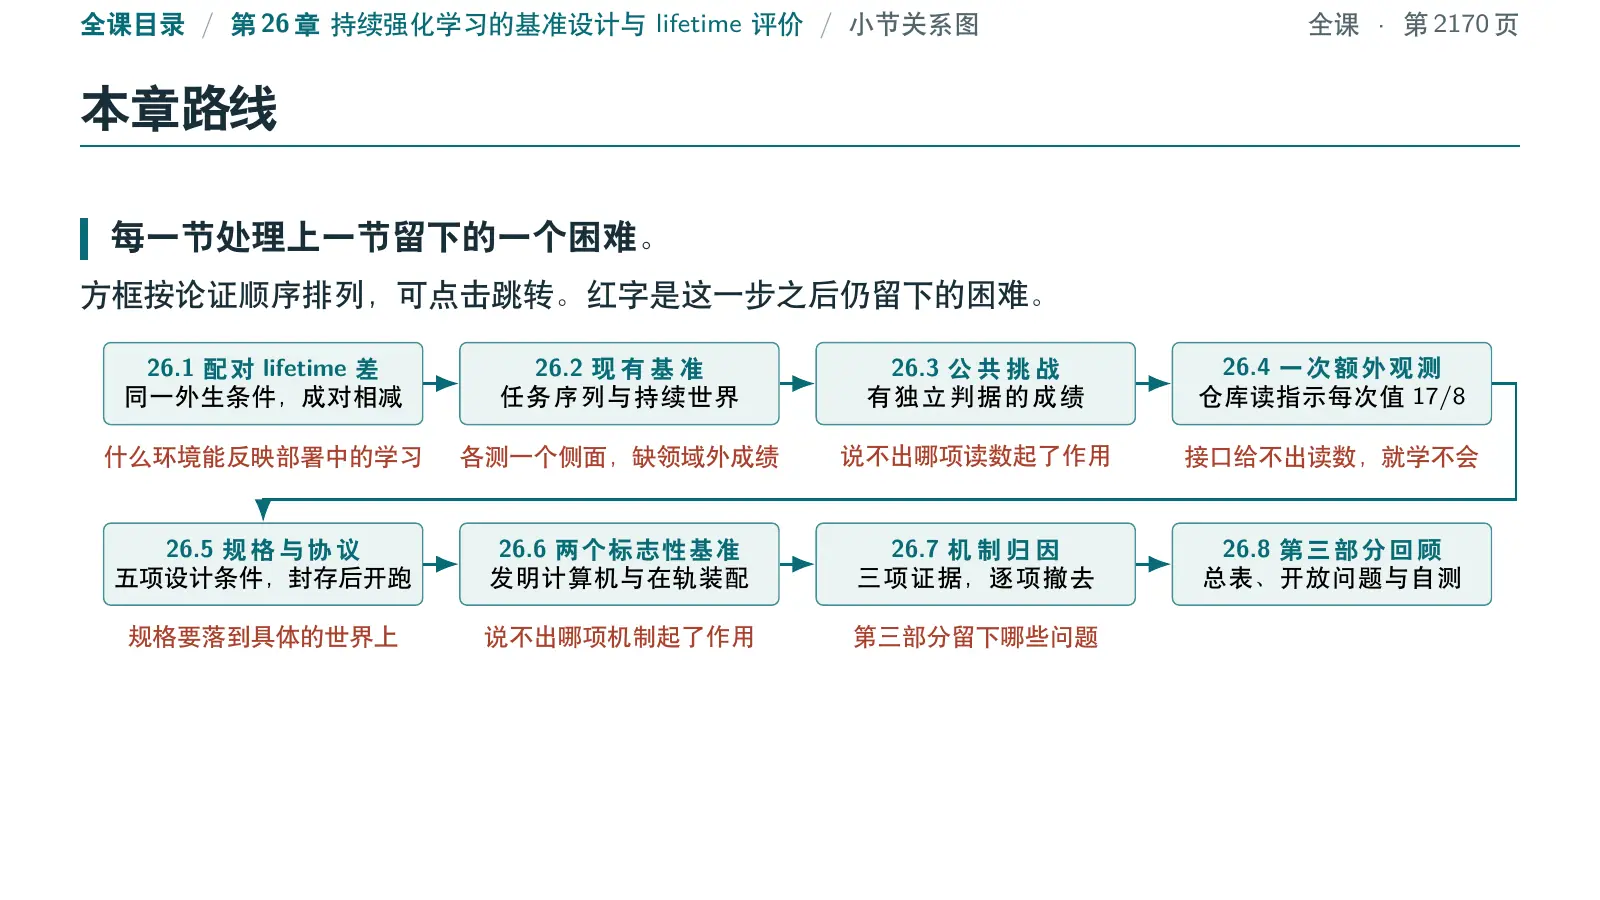 全课目录 / 第 26 章 持续强化学习的基准设计与 lifetime 评价 / 小节关系图
全课 · 第 2170 页
本章路线
每一节处理上一节留下的一个困难。
方框按论证顺序排列，可点击跳转。红字是这一步之后仍留下的困难。
26.1 配对 lifetime 差
同一外生条件，成对相减
什么环境能反映部署中的学习
26.2 现有基准
任务序列与持续世界
各测一个侧面，缺领域外成绩
26.3 公共挑战
有独立判据的成绩
说不出哪项读数起了作用
26.4 一次额外观测
仓库读指示每次值 17/8
接口给不出读数，就学不会
26.5 规格与协议
五项设计条件，封存后开跑
规格要落到具体的世界上
26.6 两个标志性基准
发明计算机与在轨装配
说不出哪项机制起了作用
26.7 机制归因
三项证据，逐项撤去
第三部分留下哪些问题
26.8 第三部分回顾
总表、开放问题与自测